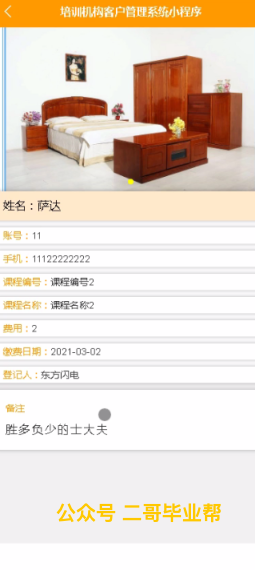 培训机构客户管理系统小程序
姓名：萨达
账号：11
手机：11122222222
课程编号：课程编号2
课程名称：课程名称2
费用：2
缴费日期：2021-03-02
登记人：东方闪电
备注
胜多负少的士大夫
公众号 二哥毕业帮